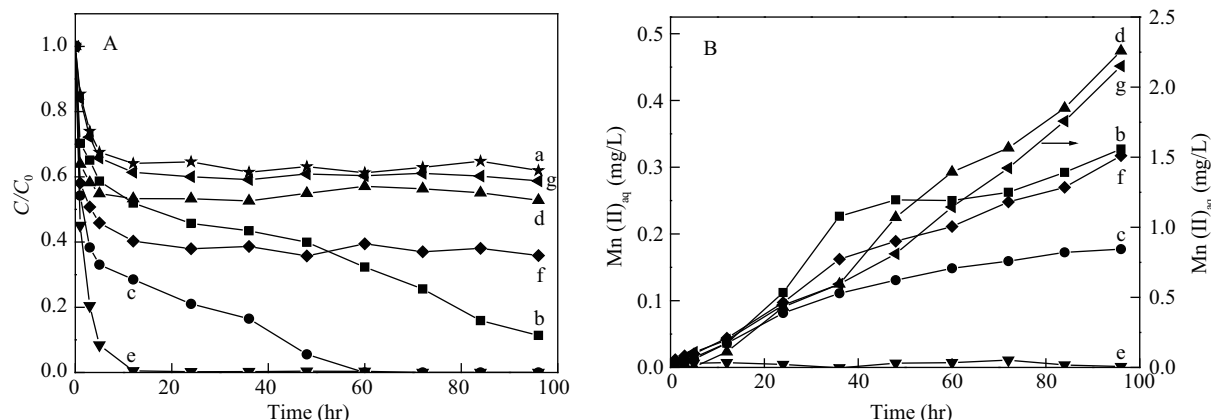 A
C/C0
1.0
0.8
0.6
0.4
0.2
0.0
a
g
d
f
c
b
e
0 20 40 60 80 100
Time (hr)
B
Mn (II)aq (mg/L)
0.5
0.4
0.3
0.2
0.1
0.0
d
g
b
f
c
e
2.5
2.0
1.5
1.0
0.5
0.0
Mn (II)aq (mg/L)
0 20 40 60 80 100
Time (hr)